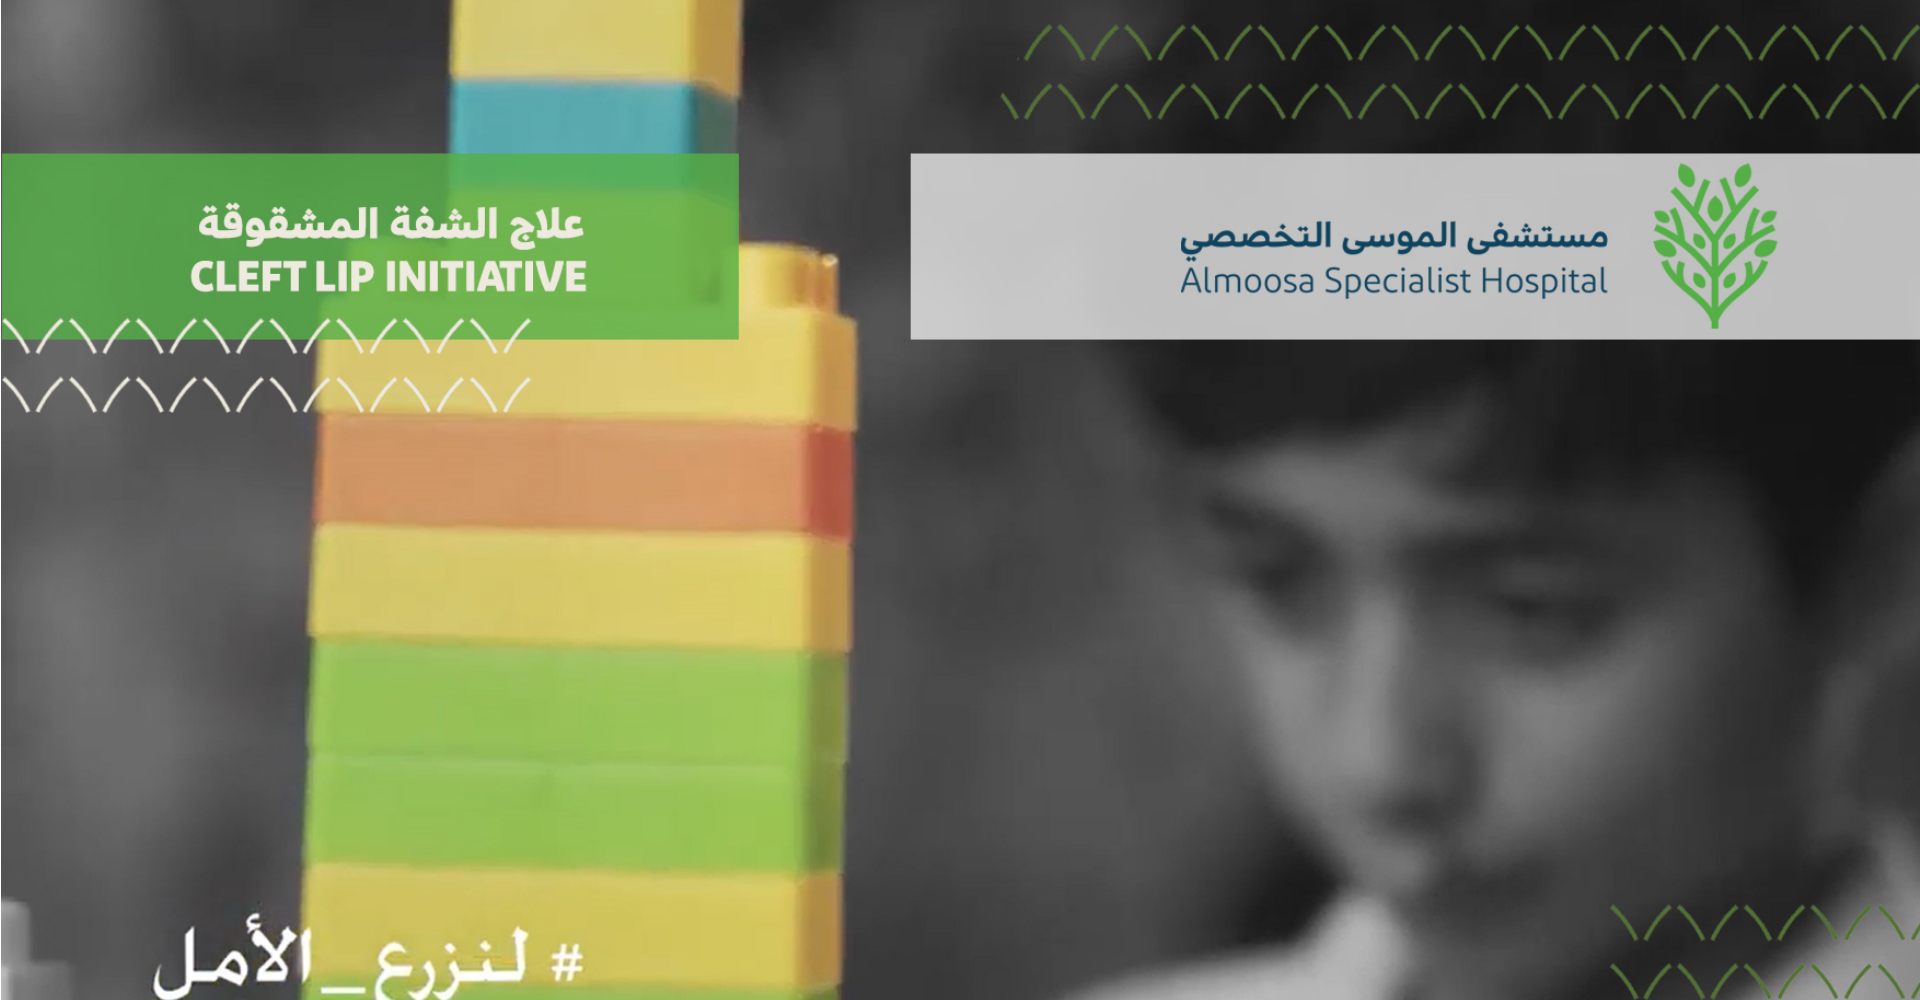 علاج الشفة المشقوقة
CLEFT LIP INITIATIVE
مستشفى الموسى التخصصي
Almoosa Specialist Hospital
# لنزرع_الأمل